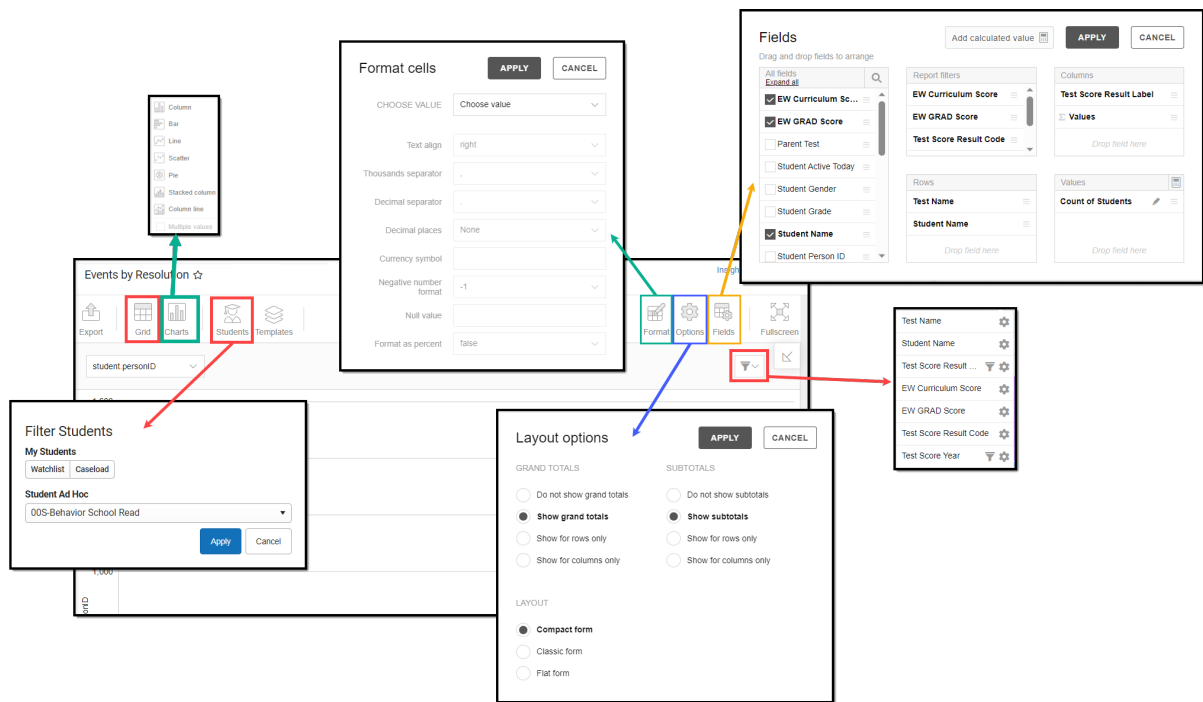 Column
Bar
Line
Scatter
Pie
Stacked column
Column line
Multiple values
Format cells
APPLY
CANCEL
CHOOSE VALUE
Choose value
Text align
right
Thousands separator
,
Decimal separator
.
Decimal places
None
Currency symbol
Negative number
format
-1
Null value
Format as percent
false
Fields
Add calculated value
APPLY
CANCEL
Drag and drop fields to arrange
All fields
Expand all
EW Curriculum Sc...
EW GRAD Score
Parent Test
Student Active Today
Student Gender
Student Grade
Student Name
Student Person ID
Report filters
EW Curriculum Score
EW GRAD Score
Test Score Result Code
Columns
Test Score Result Label
Σ Values
Drop field here
Rows
Test Name
Student Name
Drop field here
Values
Count of Students
Events by Resolution
Insigh
Export
Grid
Charts
Students
Templates
Format
Options
Fields
Fullscreen
student.personID
1,000
Filter Students
My Students
Watchlist
Caseload
Student Ad Hoc
00S-Behavior School Read
Apply
Cancel
Layout options
APPLY
CANCEL
GRAND TOTALS
Do not show grand totals
Show grand totals
Show for rows only
Show for columns only
SUBTOTALS
Do not show subtotals
Show subtotals
Show for rows only
Show for columns only
LAYOUT
Compact form
Classic form
Flat form
Test Name
Student Name
Test Score Result ...
EW Curriculum Score
EW GRAD Score
Test Score Result Code
Test Score Year